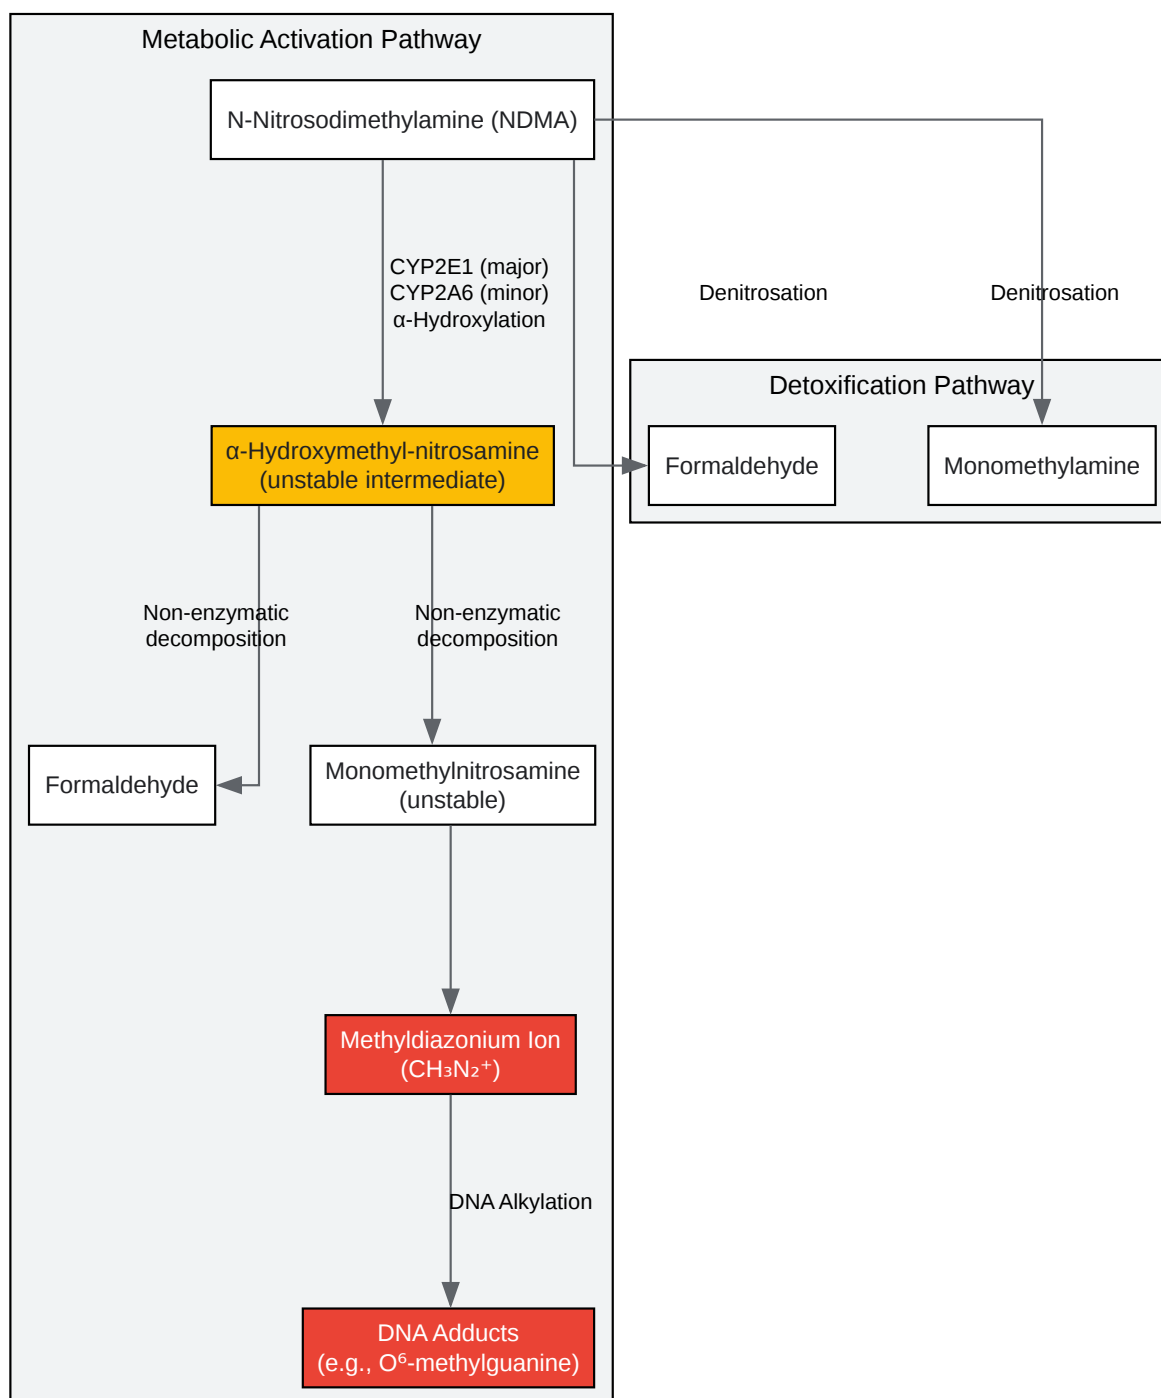 Metabolic Activation Pathway
N-Nitrosodimethylamine (NDMA)
CYP2E1 (major)
CYP2A6 (minor)
α-Hydroxylation
Denitrosation
Denitrosation
Detoxification Pathway
α-Hydroxymethyl-nitrosamine
(unstable intermediate)
Formaldehyde
Monomethylamine
Non-enzymatic
decomposition
Non-enzymatic
decomposition
Formaldehyde
Monomethylnitrosamine
(unstable)
Methyldiazonium Ion
(CH₃N₂⁺)
DNA Alkylation
DNA Adducts
(e.g., O⁶-methylguanine)